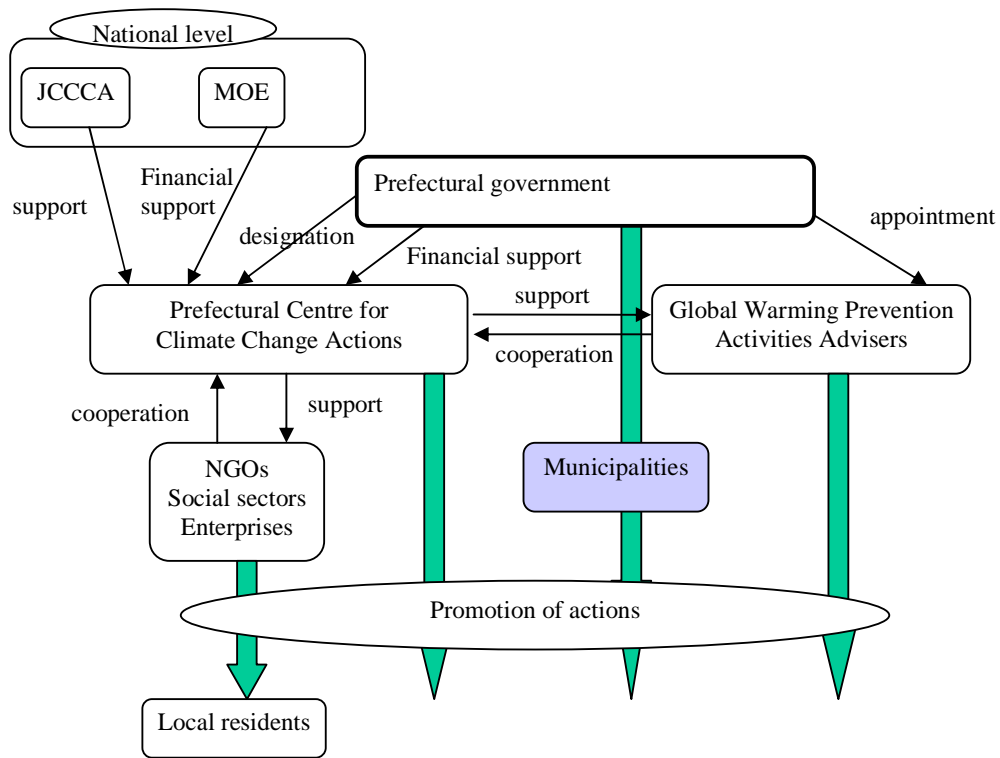 National level
JCCCA
MOE
support
Financial
support
Prefectural government
designation
Financial support
appointment
Prefectural Centre for
Climate Change Actions
support
cooperation
Global Warming Prevention
Activities Advisers
cooperation
support
NGOs
Social sectors
Enterprises
Municipalities
Promotion of actions
Local residents